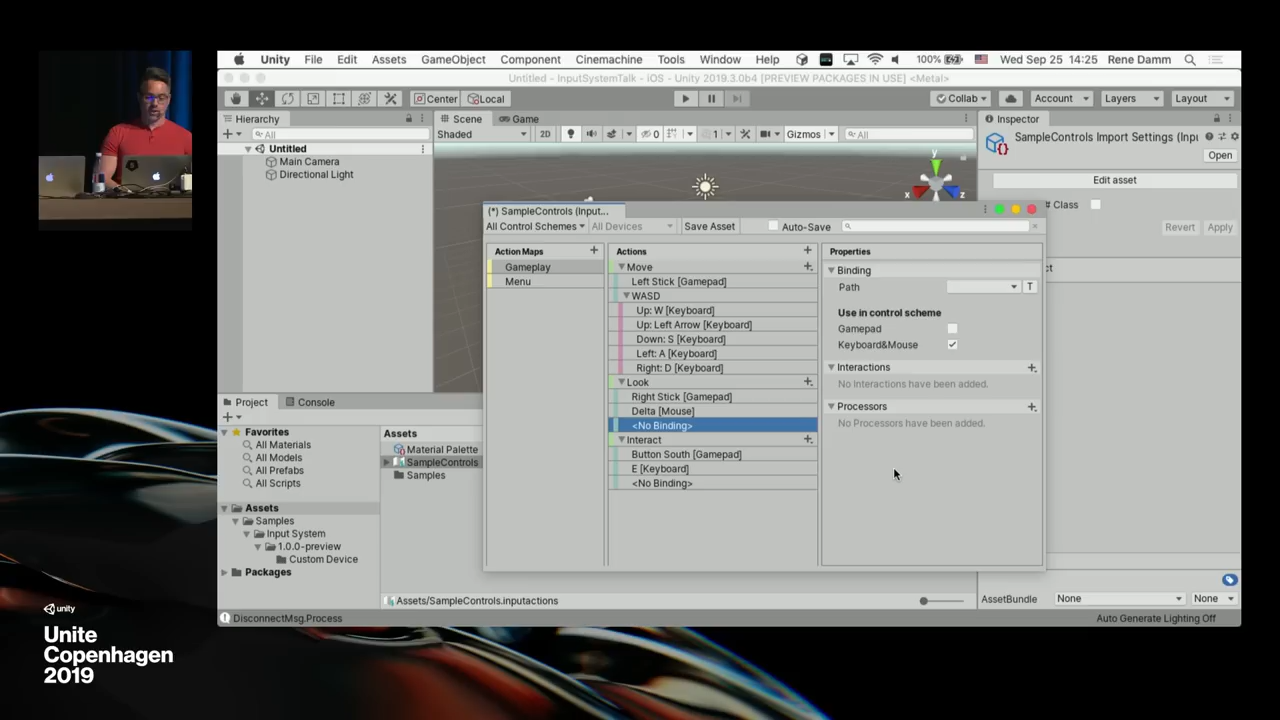 Unity File Edit Assets GameObject Component Cinemachine Tools Window Help 100% Wed Sep 25 14:25 Rene Damm
Untitled - InputSystemTalk - iOS - Unity 2019.3.0b4 [PREVIEW PACKAGES IN USE] <Metal>
Center Local Collab Account Layers Layout
Hierarchy Scene Game Inspector
All Shaded 2D 0 1 Gizmos All
Untitled
Main Camera
Directional Light
SampleControls Import Settings (Inpu
Open
Edit asset
Class
Revert Apply
ct
y
x
z
(*) SampleControls (Input...
All Control Schemes All Devices Save Asset Auto-Save
Action Maps
Gameplay
Menu
Actions
Move
Left Stick [Gamepad]
WASD
Up: W [Keyboard]
Up: Left Arrow [Keyboard]
Down: S [Keyboard]
Left: A [Keyboard]
Right: D [Keyboard]
Look
Right Stick [Gamepad]
Delta [Mouse]
<No Binding>
Interact
Button South [Gamepad]
E [Keyboard]
<No Binding>
Properties
Binding
Path T
Use in control scheme
Gamepad
Keyboard&Mouse
Interactions
No Interactions have been added.
Processors
No Processors have been added.
Project Console
Favorites
All Materials
All Models
All Prefabs
All Scripts
Assets
Samples
Input System
1.0.0-preview
Custom Device
Packages
Assets
Material Palette
SampleControls
Samples
Assets/SampleControls.inputactions
AssetBundle None None
DisconnectMsg.Process Auto Generate Lighting Off
unity
Unite
Copenhagen
2019